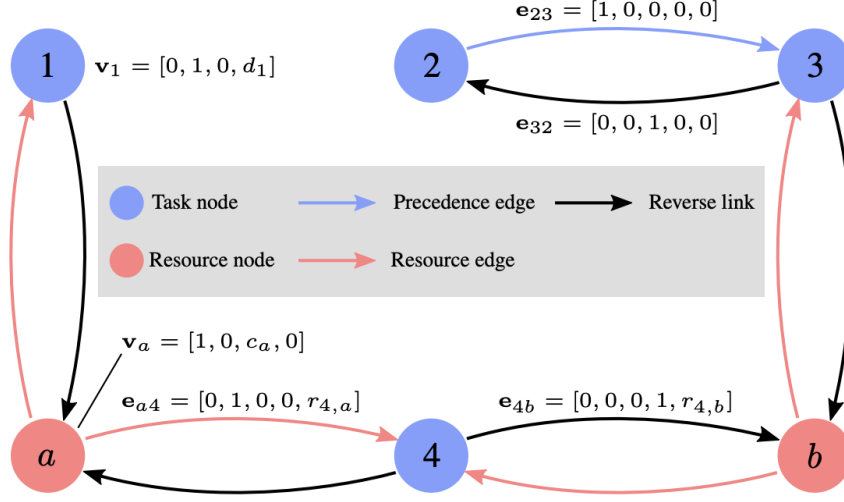 e₂₃ = [1, 0, 0, 0, 0]
1 v₁ = [0, 1, 0, d₁] 2 3
e₃₂ = [0, 0, 1, 0, 0]
Task node Precedence edge Reverse link
Resource node Resource edge
vₐ = [1, 0, cₐ, 0]
eₐ₄ = [0, 1, 0, 0, r₄,ₐ] e₄b = [0, 0, 0, 1, r₄,b]
a 4 b